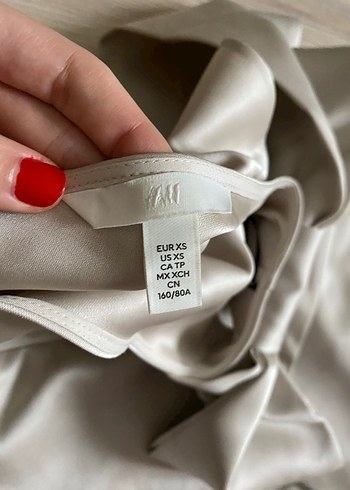 H&M
EUR XS
US XS
CA TP
MX XCH
CN
160/80A